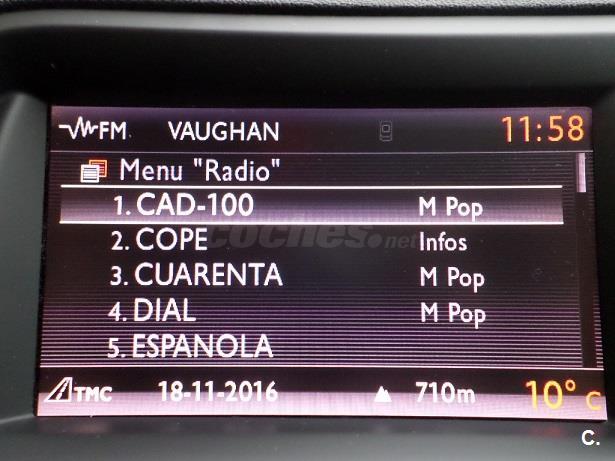 FM VAUGHAN 11:58
Menu "Radio"
1. CAD-100 M Pop
2. COPE Infos
3. CUARENTA M Pop
4. DIAL M Pop
5. ESPANOLA
TMC 18-11-2016 710m 10° C
coches.net
C.